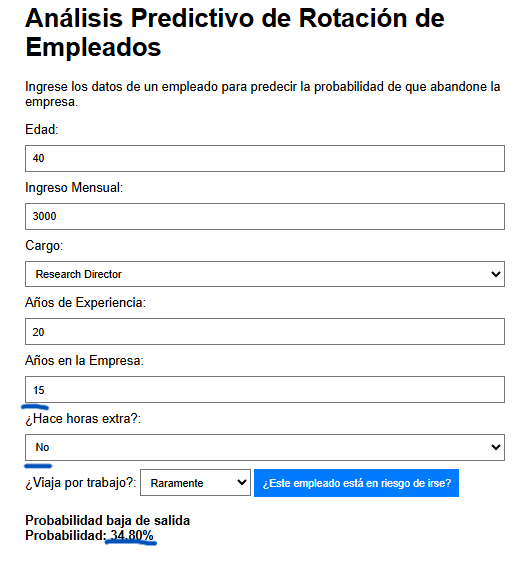 Análisis Predictivo de Rotación de
Empleados
Ingrese los datos de un empleado para predecir la probabilidad de que abandone la
empresa.
Edad:
40
Ingreso Mensual:
3000
Cargo:
Research Director
Años de Experiencia:
20
Años en la Empresa:
15
¿Hace horas extra?:
No
¿Viaja por trabajo?: Raramente ¿Este empleado está en riesgo de irse?
Probabilidad baja de salida
Probabilidad: 34.80%